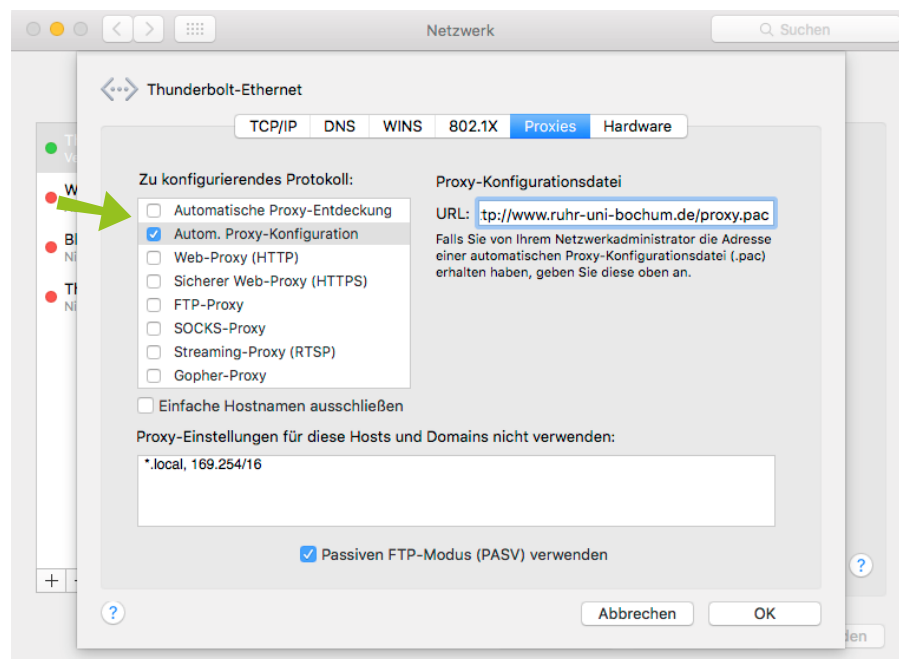 Netzwerk
Suchen
Thunderbolt-Ethernet
TCP/IP DNS WINS 802.1X Proxies Hardware
Zu konfigurierendes Protokoll:
Automatische Proxy-Entdeckung
Autom. Proxy-Konfiguration
Web-Proxy (HTTP)
Sicherer Web-Proxy (HTTPS)
FTP-Proxy
SOCKS-Proxy
Streaming-Proxy (RTSP)
Gopher-Proxy
Proxy-Konfigurationsdatei
URL: tp://www.ruhr-uni-bochum.de/proxy.pac
Falls Sie von Ihrem Netzwerkadministrator die Adresse
einer automatischen Proxy-Konfigurationsdatei (.pac)
erhalten haben, geben Sie diese oben an.
Einfache Hostnamen ausschließen
Proxy-Einstellungen für diese Hosts und Domains nicht verwenden:
*.local, 169.254/16
Passiven FTP-Modus (PASV) verwenden
? Abbrechen OK
?
+